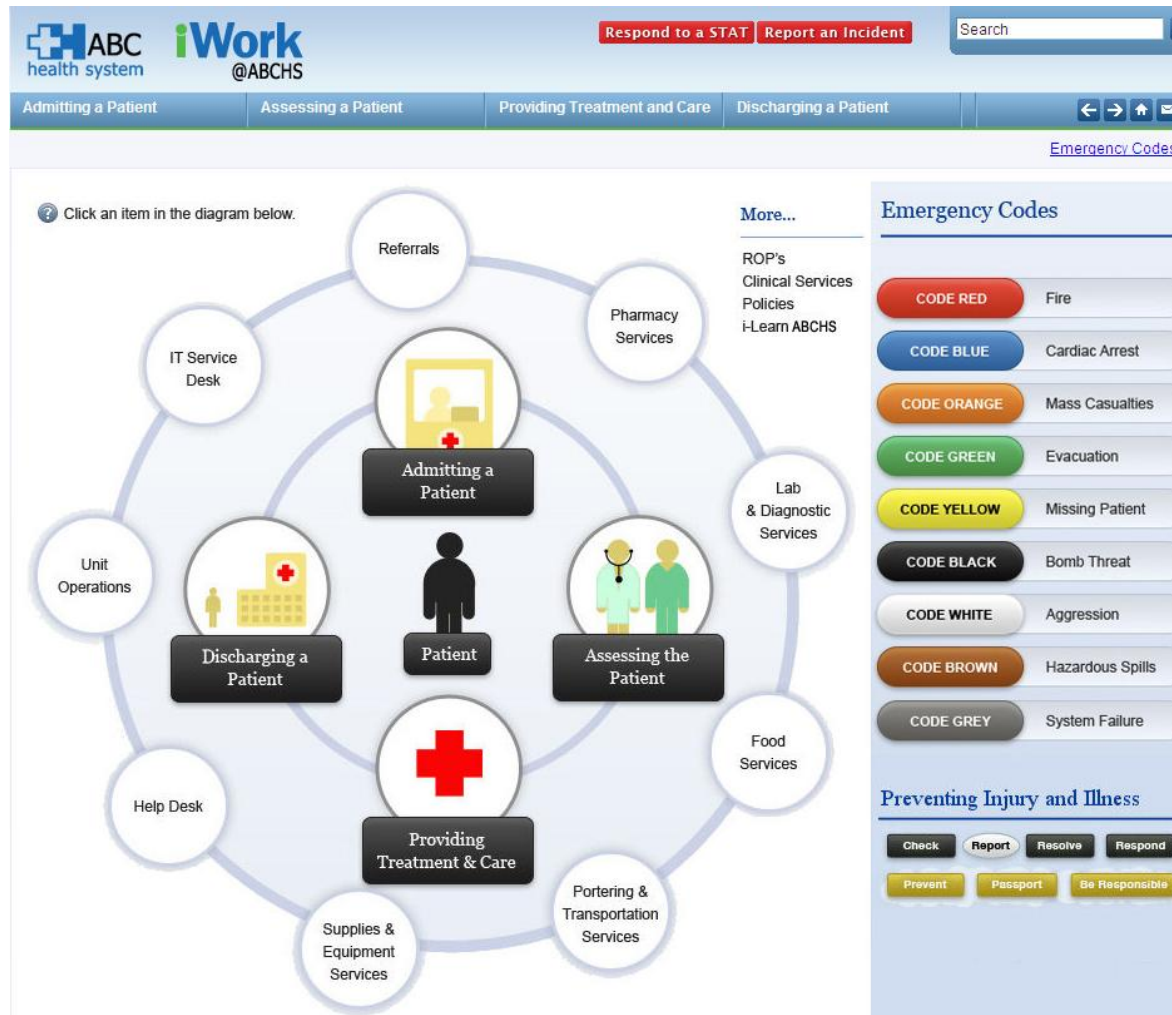 ABC
health system
iWork
@ABCHS
Respond to a STAT
Report an Incident
Search
Admitting a Patient
Assessing a Patient
Providing Treatment and Care
Discharging a Patient
Emergency Codes
Click an item in the diagram below.
Referrals
Pharmacy
Services
IT Service
Desk
Admitting a
Patient
Lab
& Diagnostic
Services
Unit
Operations
Discharging a
Patient
Patient
Assessing the
Patient
Food
Services
Help Desk
Providing
Treatment & Care
Portering &
Transportation
Services
Supplies &
Equipment
Services
More...
ROP's
Clinical Services
Policies
i-Learn ABCHS
Emergency Codes
CODE RED Fire
CODE BLUE Cardiac Arrest
CODE ORANGE Mass Casualties
CODE GREEN Evacuation
CODE YELLOW Missing Patient
CODE BLACK Bomb Threat
CODE WHITE Aggression
CODE BROWN Hazardous Spills
CODE GREY System Failure
Preventing Injury and Illness
Check Report Resolve Respond
Prevent Passport Be Responsible